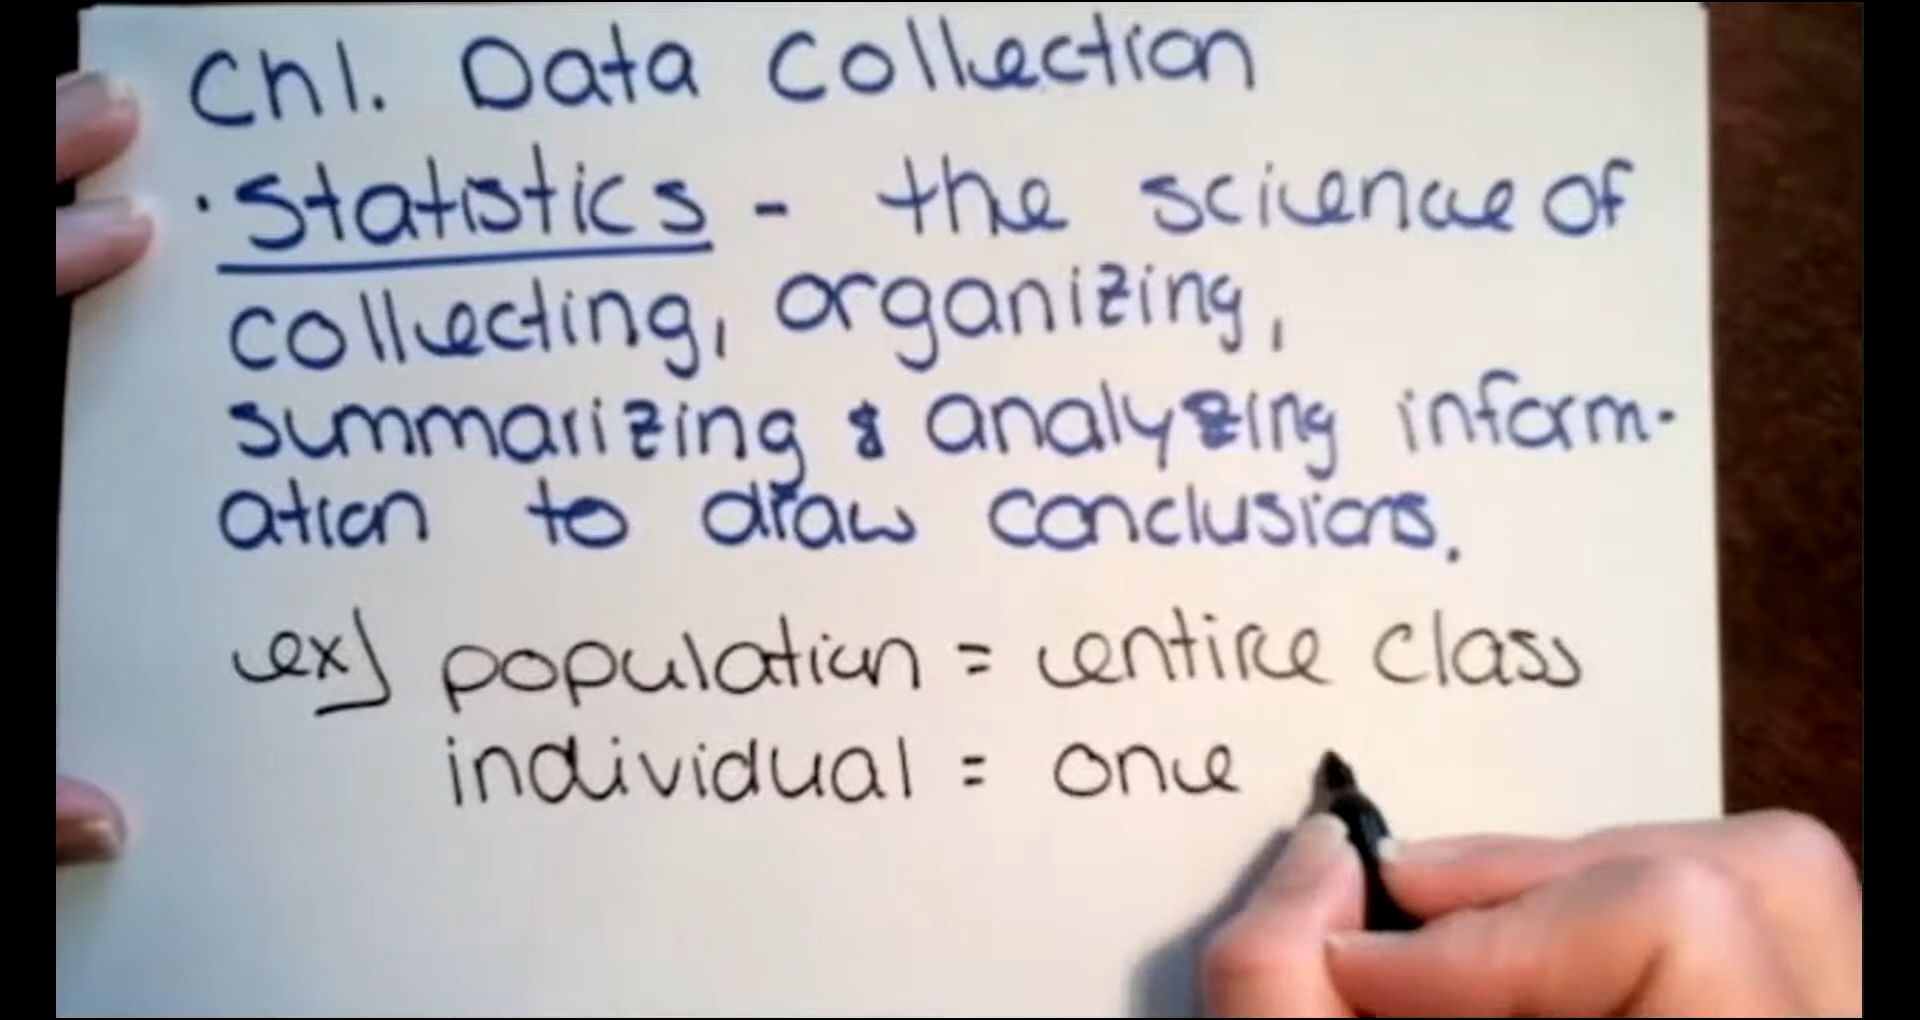 Ch1. Data Collection
· Statistics - the science of
collecting, organizing,
summarizing & analyzing inform-
ation to draw conclusions.
ex) population = entire class
individual = one